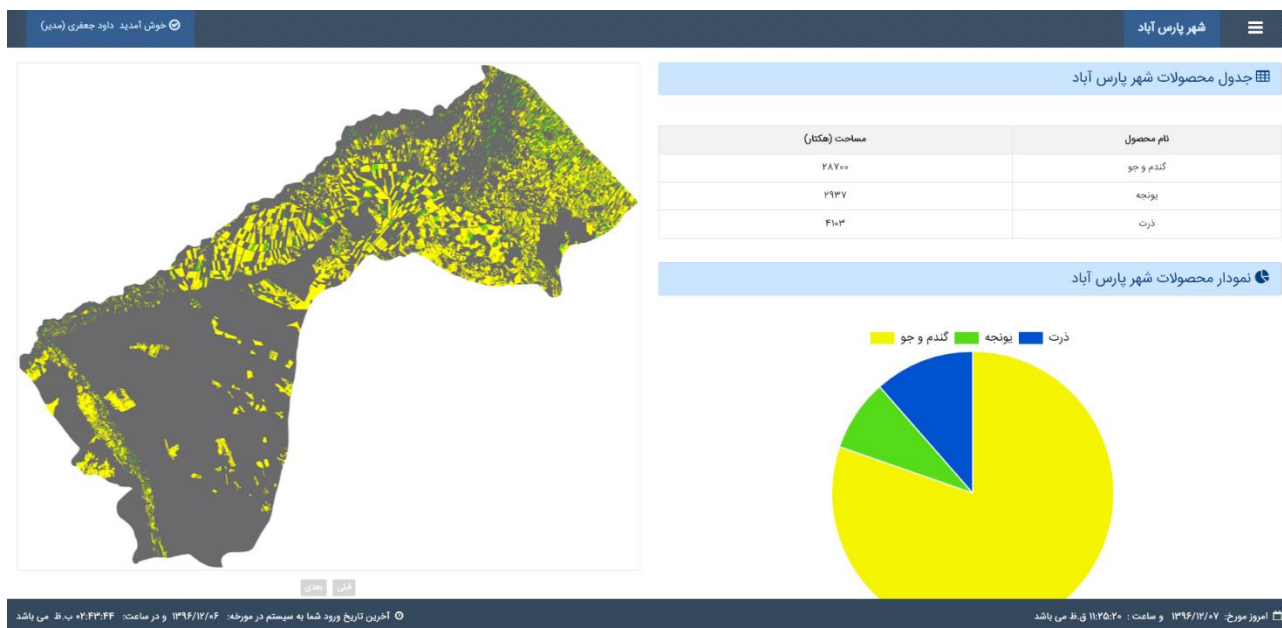 شهر پارس آباد
خوش آمدید داود جعفری (مدیر)
جدول محصولات شهر پارس آباد
نام محصول مساحت (هکتار)
گندم و جو ۲۸۷۰۰
یونجه ۲۹۳۷
ذرت ۴۱۰۳
نمودار محصولات شهر پارس آباد
ذرت یونجه گندم و جو
قبلی بعدی
امروز مورخ: ۱۳۹۶/۱۲/۰۷ و ساعت : ۱۱:۲۵:۲۰ ق.ظ می باشد
آخرین تاریخ ورود شما به سیستم در مورخه: ۱۳۹۶/۱۲/۰۶ و در ساعت: ۰۲:۴۳:۴۴ ب.ظ می باشد